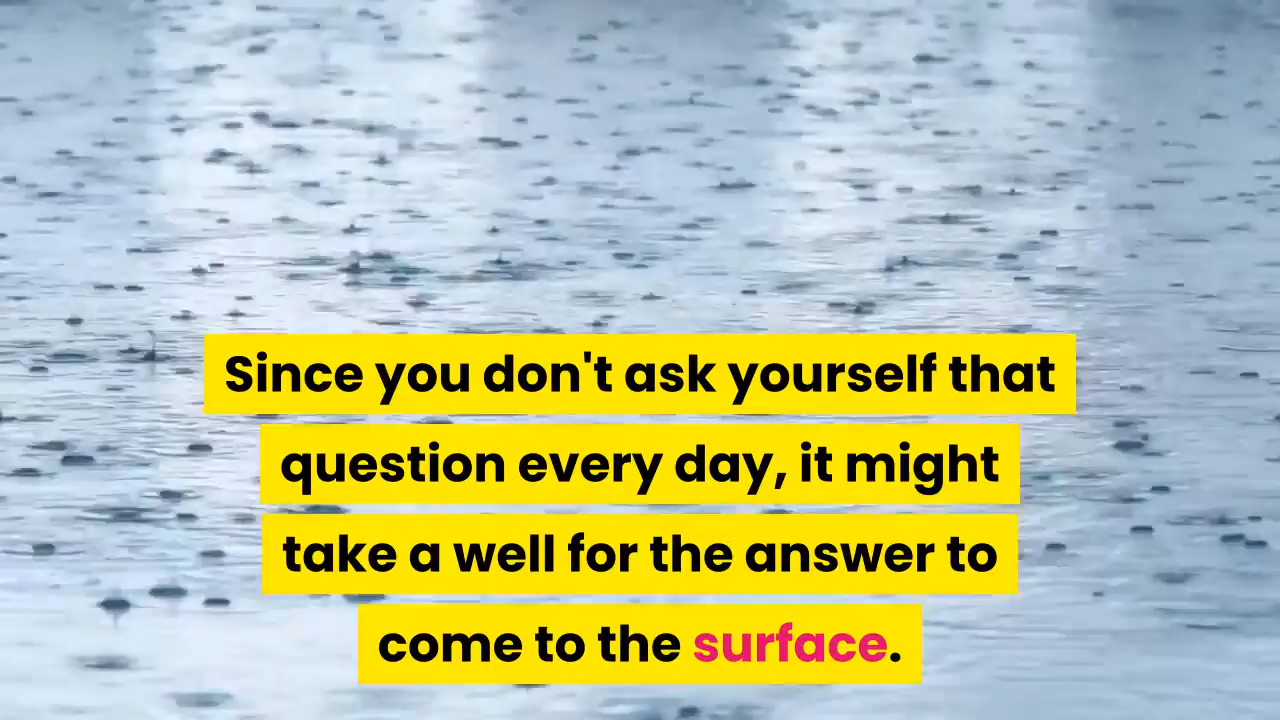 Since you don't ask yourself that
question every day, it might
take a well for the answer to
come to the surface.